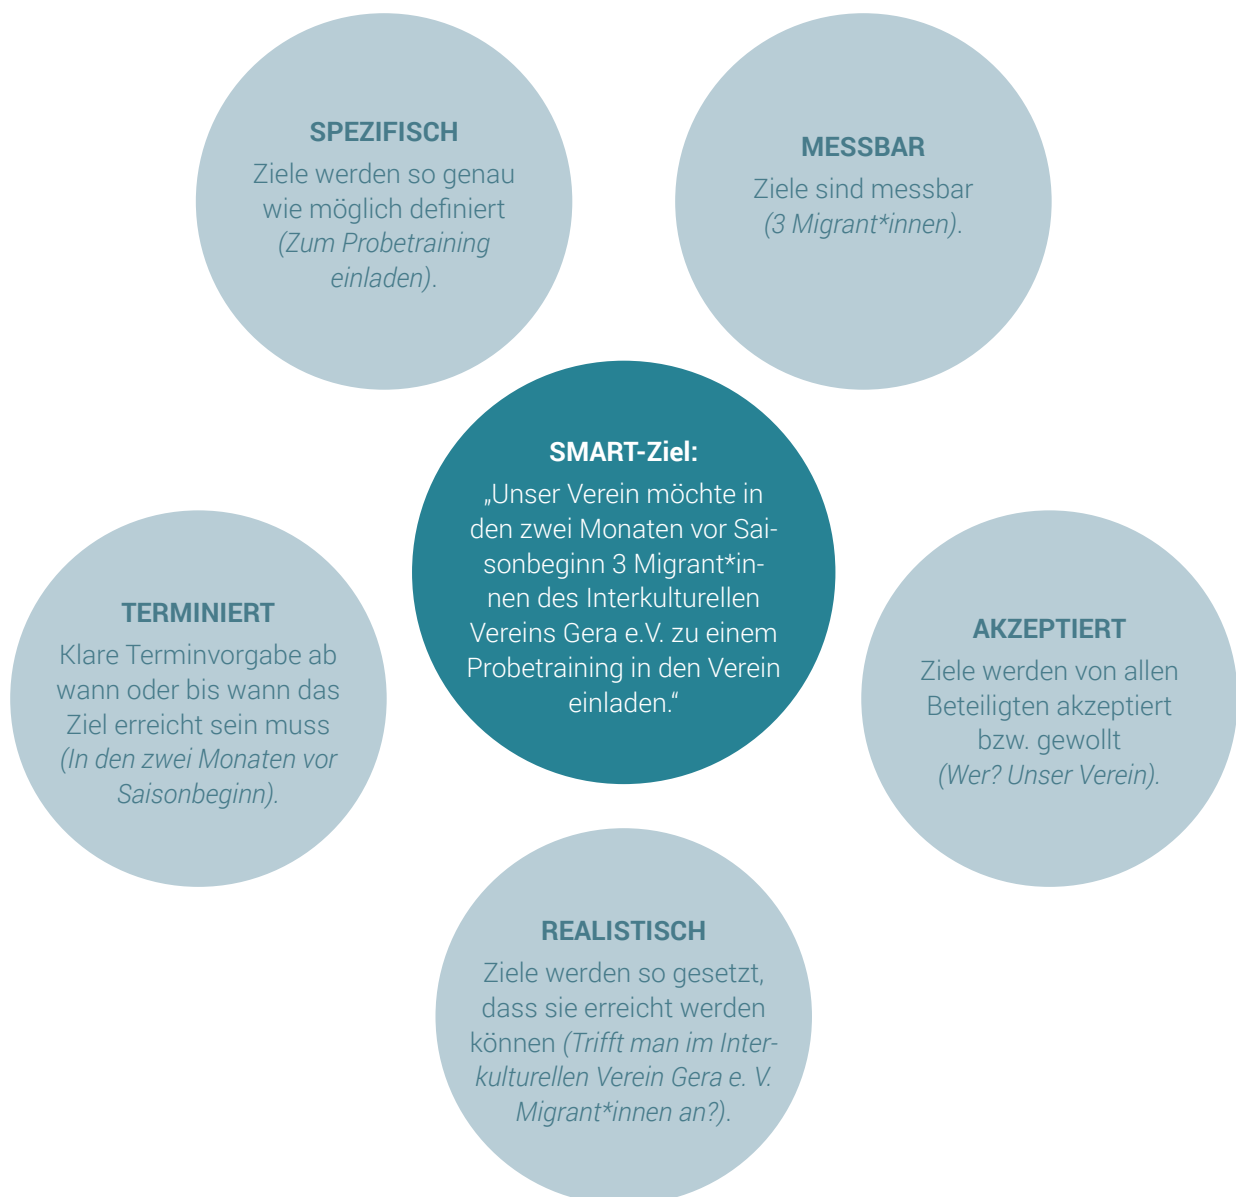 SPEZIFISCH
Ziele werden so genau
wie möglich definiert
(Zum Probetraining
einladen).
MESSBAR
Ziele sind messbar
(3 Migrant*innen).
SMART-Ziel:
„Unser Verein möchte in
den zwei Monaten vor Sai-
sonbeginn 3 Migrant*in-
nen des Interkulturellen
Vereins Gera e.V. zu einem
Probetraining in den Verein
einladen.“
TERMINIERT
Klare Terminvorgabe ab
wann oder bis wann das
Ziel erreicht sein muss
(In den zwei Monaten vor
Saisonbeginn).
AKZEPTIERT
Ziele werden von allen
Beteiligten akzeptiert
bzw. gewollt
(Wer? Unser Verein).
REALISTISCH
Ziele werden so gesetzt,
dass sie erreicht werden
können (Trifft man im Inter-
kulturellen Verein Gera e. V.
Migrant*innen an?).